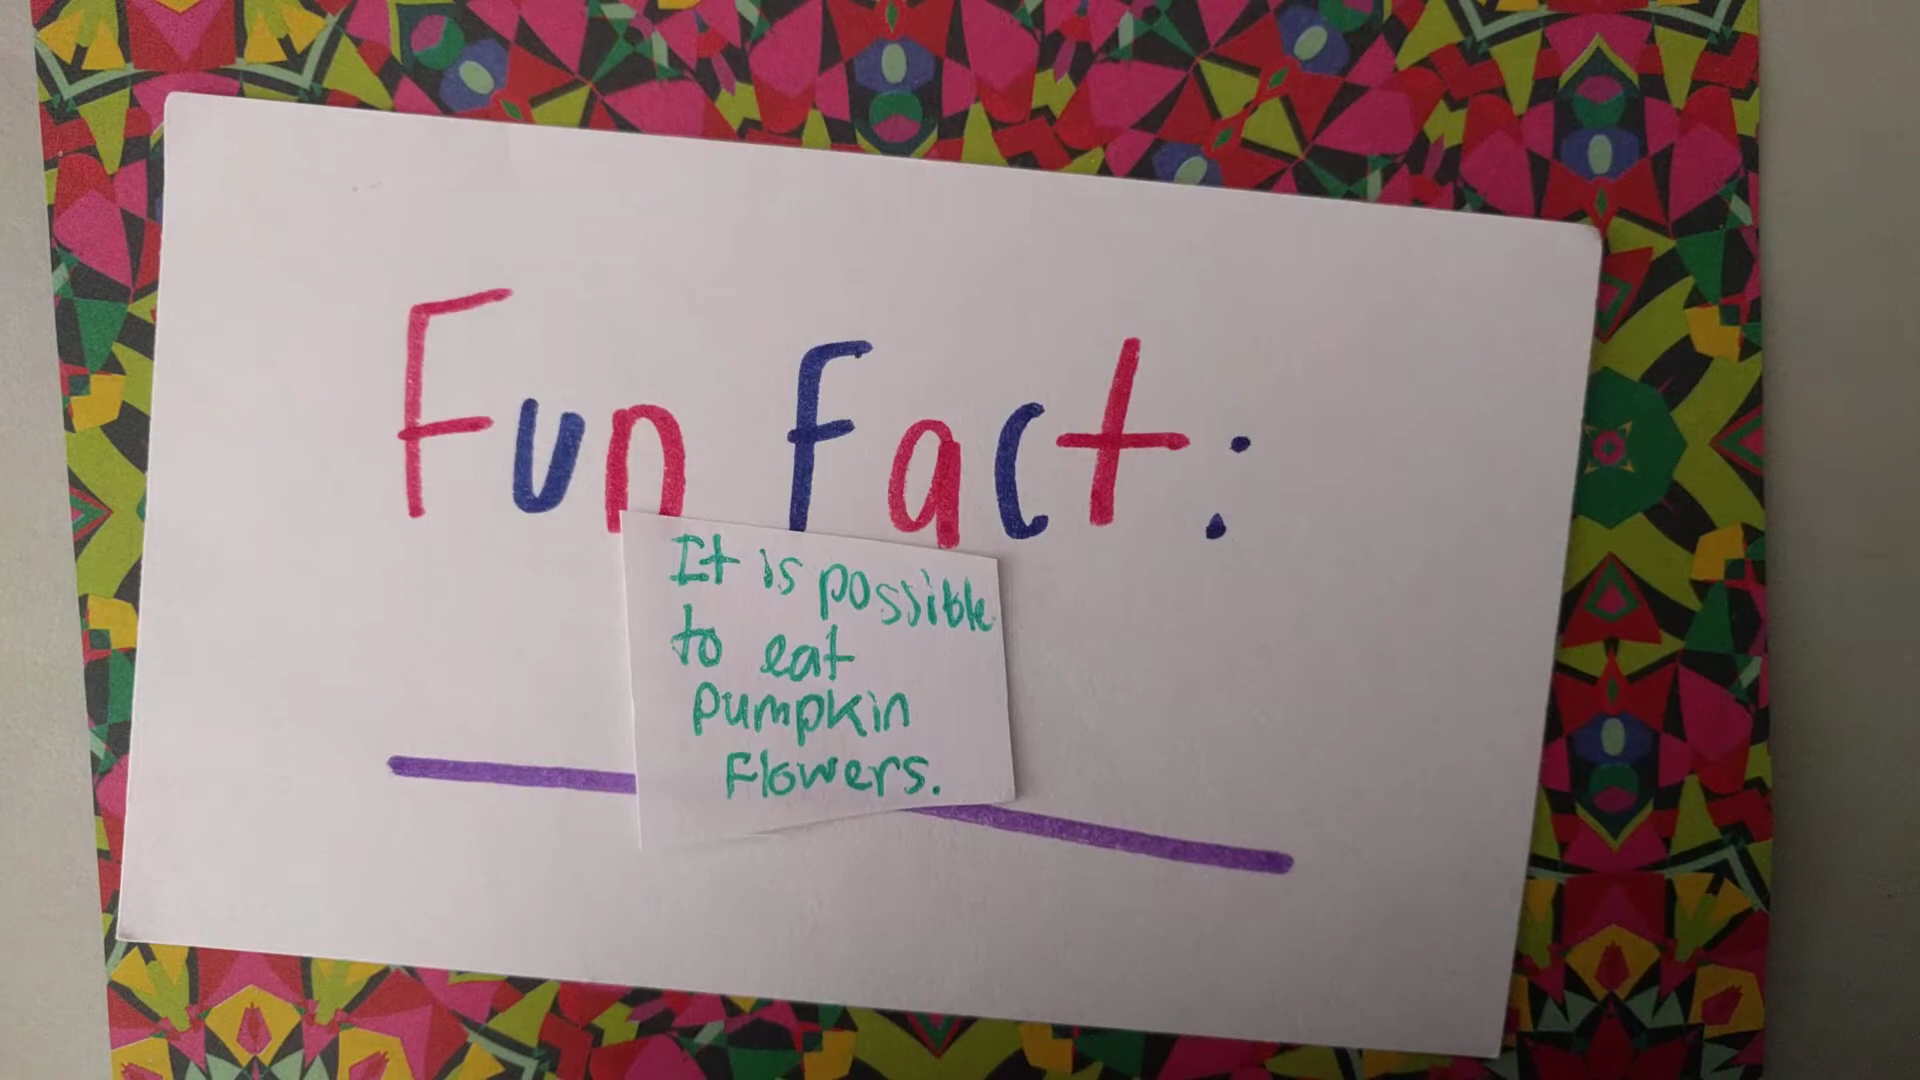 Fun Fact:
It is possible
to eat
pumpkin
Flowers.